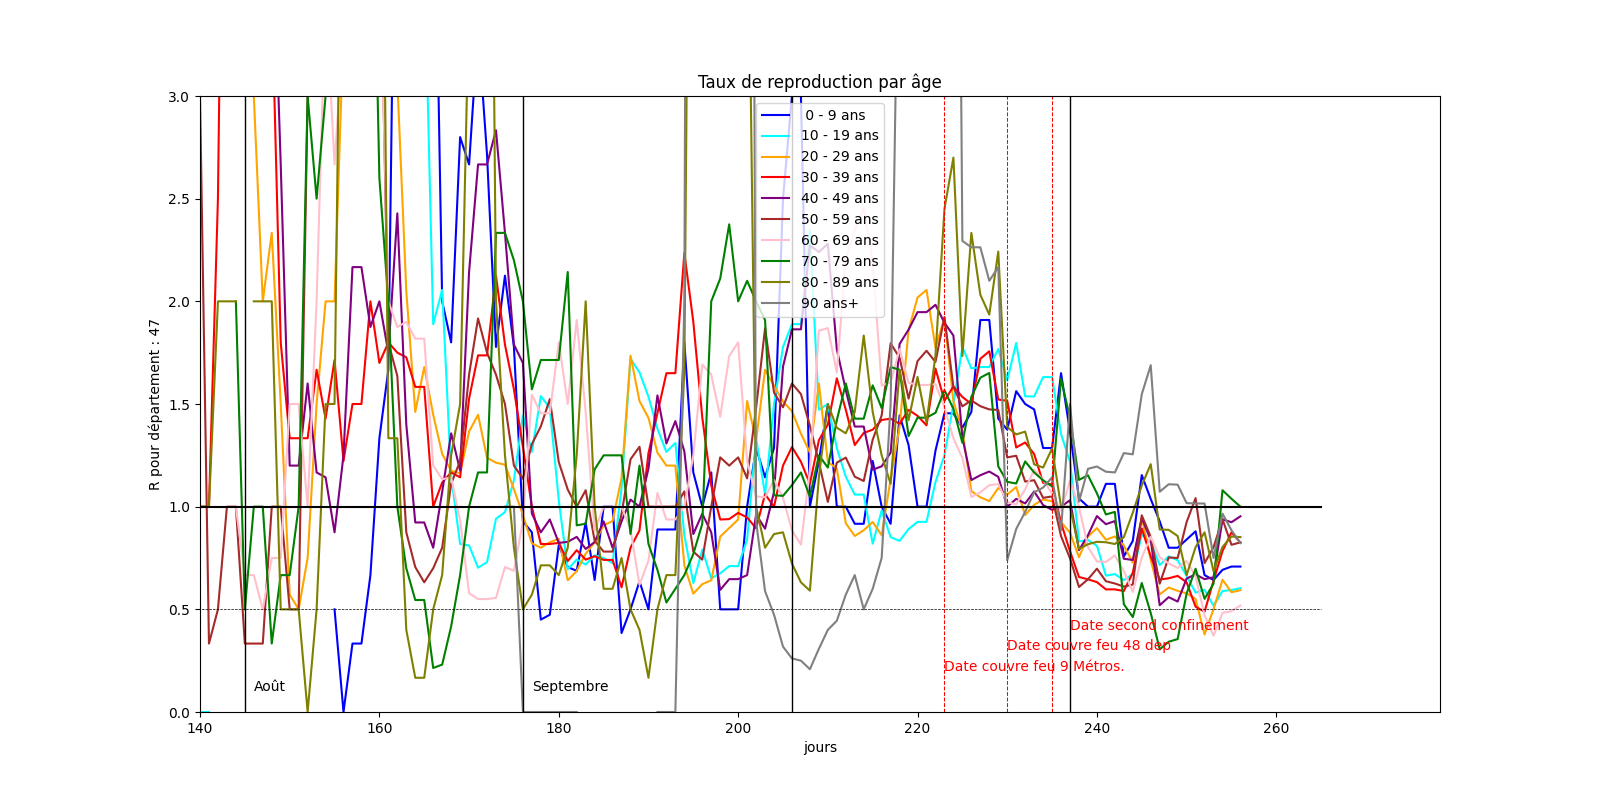 Taux de reproduction par âge
R pour département : 47
3.0
2.5
2.0
1.5
1.0
0.5
0.0
0 - 9 ans
10 - 19 ans
20 - 29 ans
30 - 39 ans
40 - 49 ans
50 - 59 ans
60 - 69 ans
70 - 79 ans
80 - 89 ans
90 ans+
Date second confinement
Date couvre feu 48 dep
Date couvre feu 9 Métros.
Août
Septembre
140 160 180 200 220 240 260
jours